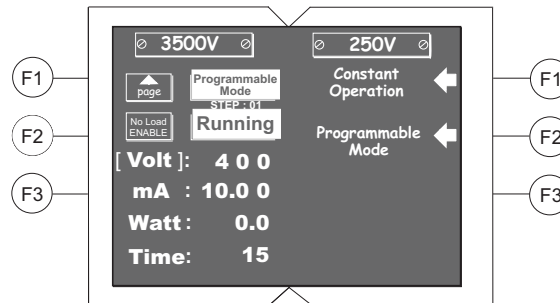 3500V
250V
F1
page
Programmable
Mode
STEP : 01
Constant
Operation
F1
F2
No Load
ENABLE
Running
Programmable
Mode
F2
F3
[ Volt ]: 4 0 0
F3
mA : 10.0 0
Watt : 0.0
Time: 15